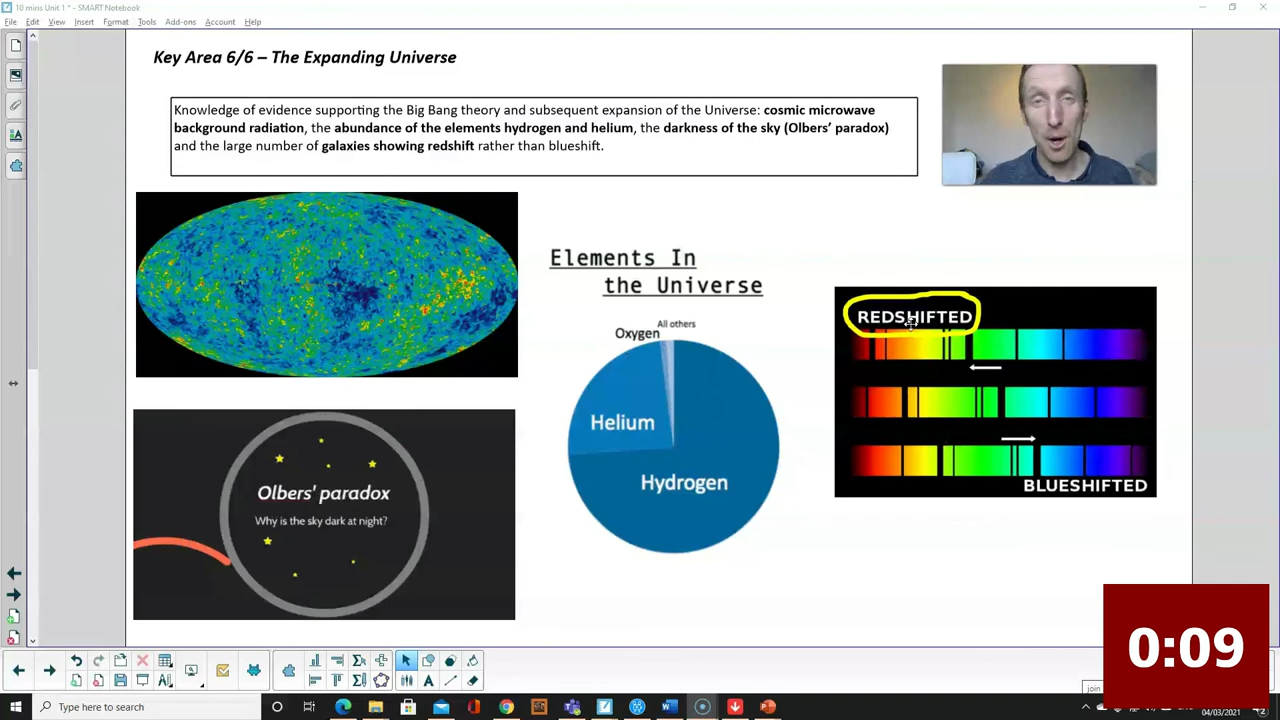 10 mins Unit 1 * - SMART Notebook
File Edit View Insert Format Tools Add-ons Account Help
Key Area 6/6 – The Expanding Universe
Knowledge of evidence supporting the Big Bang theory and subsequent expansion of the Universe: cosmic microwave
background radiation, the abundance of the elements hydrogen and helium, the darkness of the sky (Olbers’ paradox)
and the large number of galaxies showing redshift rather than blueshift.
Elements In
the Universe
All others
Oxygen
Helium
Hydrogen
REDSHIFTED
BLUESHIFTED
Olbers' paradox
Why is the sky dark at night?
0:09
join
Type here to search
04/03/2021